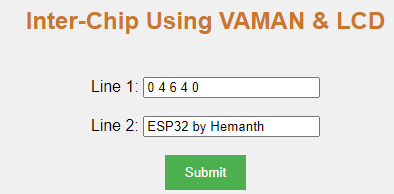 Inter-Chip Using VAMAN & LCD
Line 1: 0 4 6 4 0
Line 2: ESP32 by Hemanth
Submit